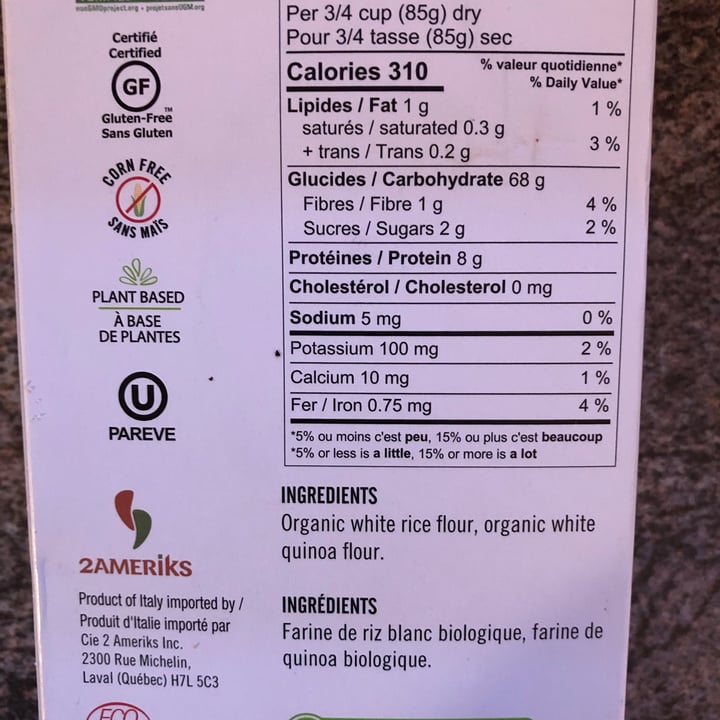 nonGMOproject.org • projetsansOGM.org
Certifié
Certified
GF
TM
Gluten-Free
Sans Gluten
CORN FREE
SANS MAÏS
PLANT BASED
À BASE
DE PLANTES
U
PAREVE
2AMERiKS
Product of Italy imported by /
Produit d'Italie importé par
Cie 2 Ameriks Inc.
2300 Rue Michelin,
Laval (Québec) H7L 5C3
ECO
Per 3/4 cup (85g) dry
Pour 3/4 tasse (85g) sec
Calories 310
% valeur quotidienne*
% Daily Value*
Lipides / Fat 1 g 1 %
saturés / saturated 0.3 g
+ trans / Trans 0.2 g 3 %
Glucides / Carbohydrate 68 g
Fibres / Fibre 1 g 4 %
Sucres / Sugars 2 g 2 %
Protéines / Protein 8 g
Cholestérol / Cholesterol 0 mg
Sodium 5 mg 0 %
Potassium 100 mg 2 %
Calcium 10 mg 1 %
Fer / Iron 0.75 mg 4 %
*5% ou moins c'est peu, 15% ou plus c'est beaucoup
*5% or less is a little, 15% or more is a lot
INGREDIENTS
Organic white rice flour, organic white
quinoa flour.
INGRÉDIENTS
Farine de riz blanc biologique, farine de
quinoa biologique.